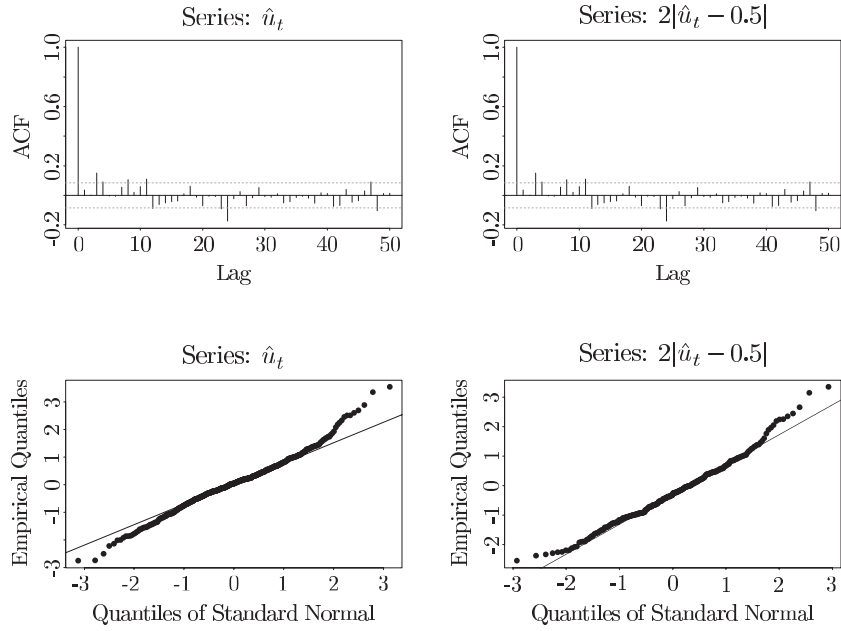 Series: û_t
1.0
0.6
0.2
-0.2
ACF
0 10 20 30 40 50
Lag
Series: 2|û_t − 0.5|
1.0
0.6
0.2
-0.2
ACF
0 10 20 30 40 50
Lag
Series: û_t
3
1
-1
-3
Empirical Quantiles
-3 -2 -1 0 1 2 3
Quantiles of Standard Normal
Series: 2|û_t − 0.5|
3
2
1
0
-2
Empirical Quantiles
-3 -2 -1 0 1 2 3
Quantiles of Standard Normal